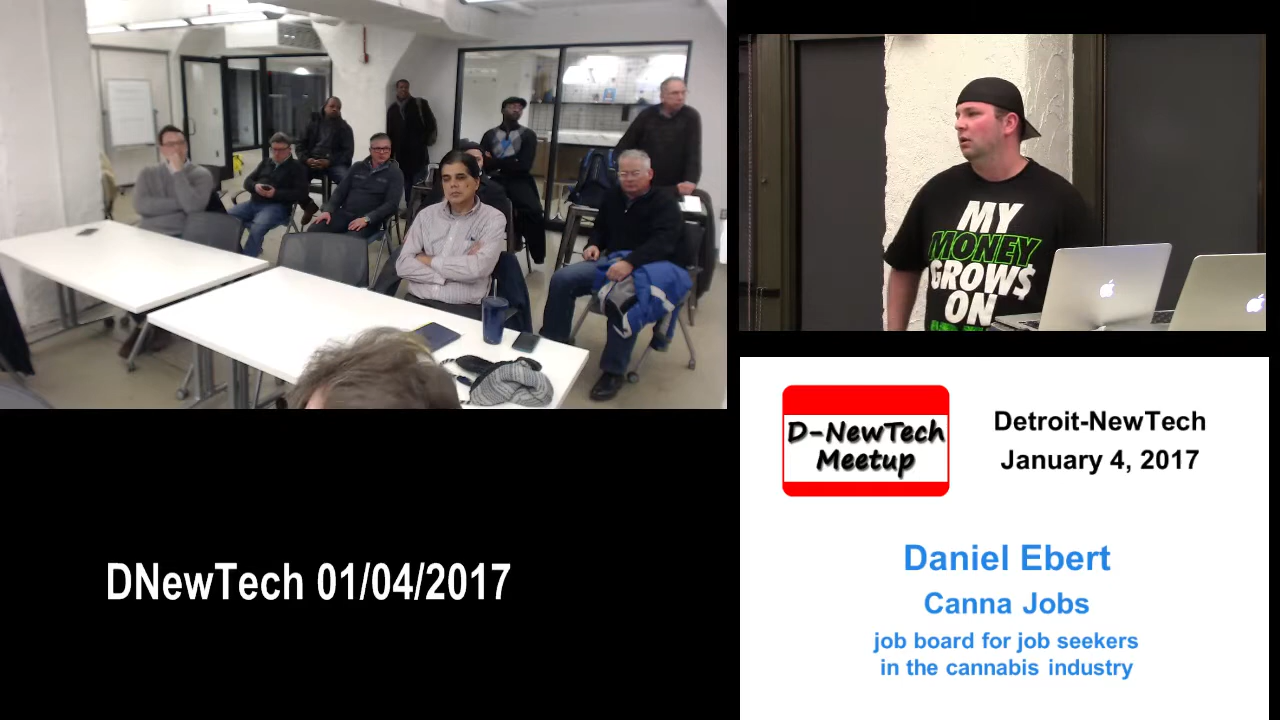 MY
MONEY
GROW$
ON
D-NewTech
Meetup
Detroit-NewTech
January 4, 2017
Daniel Ebert
Canna Jobs
job board for job seekers
in the cannabis industry
DNewTech 01/04/2017